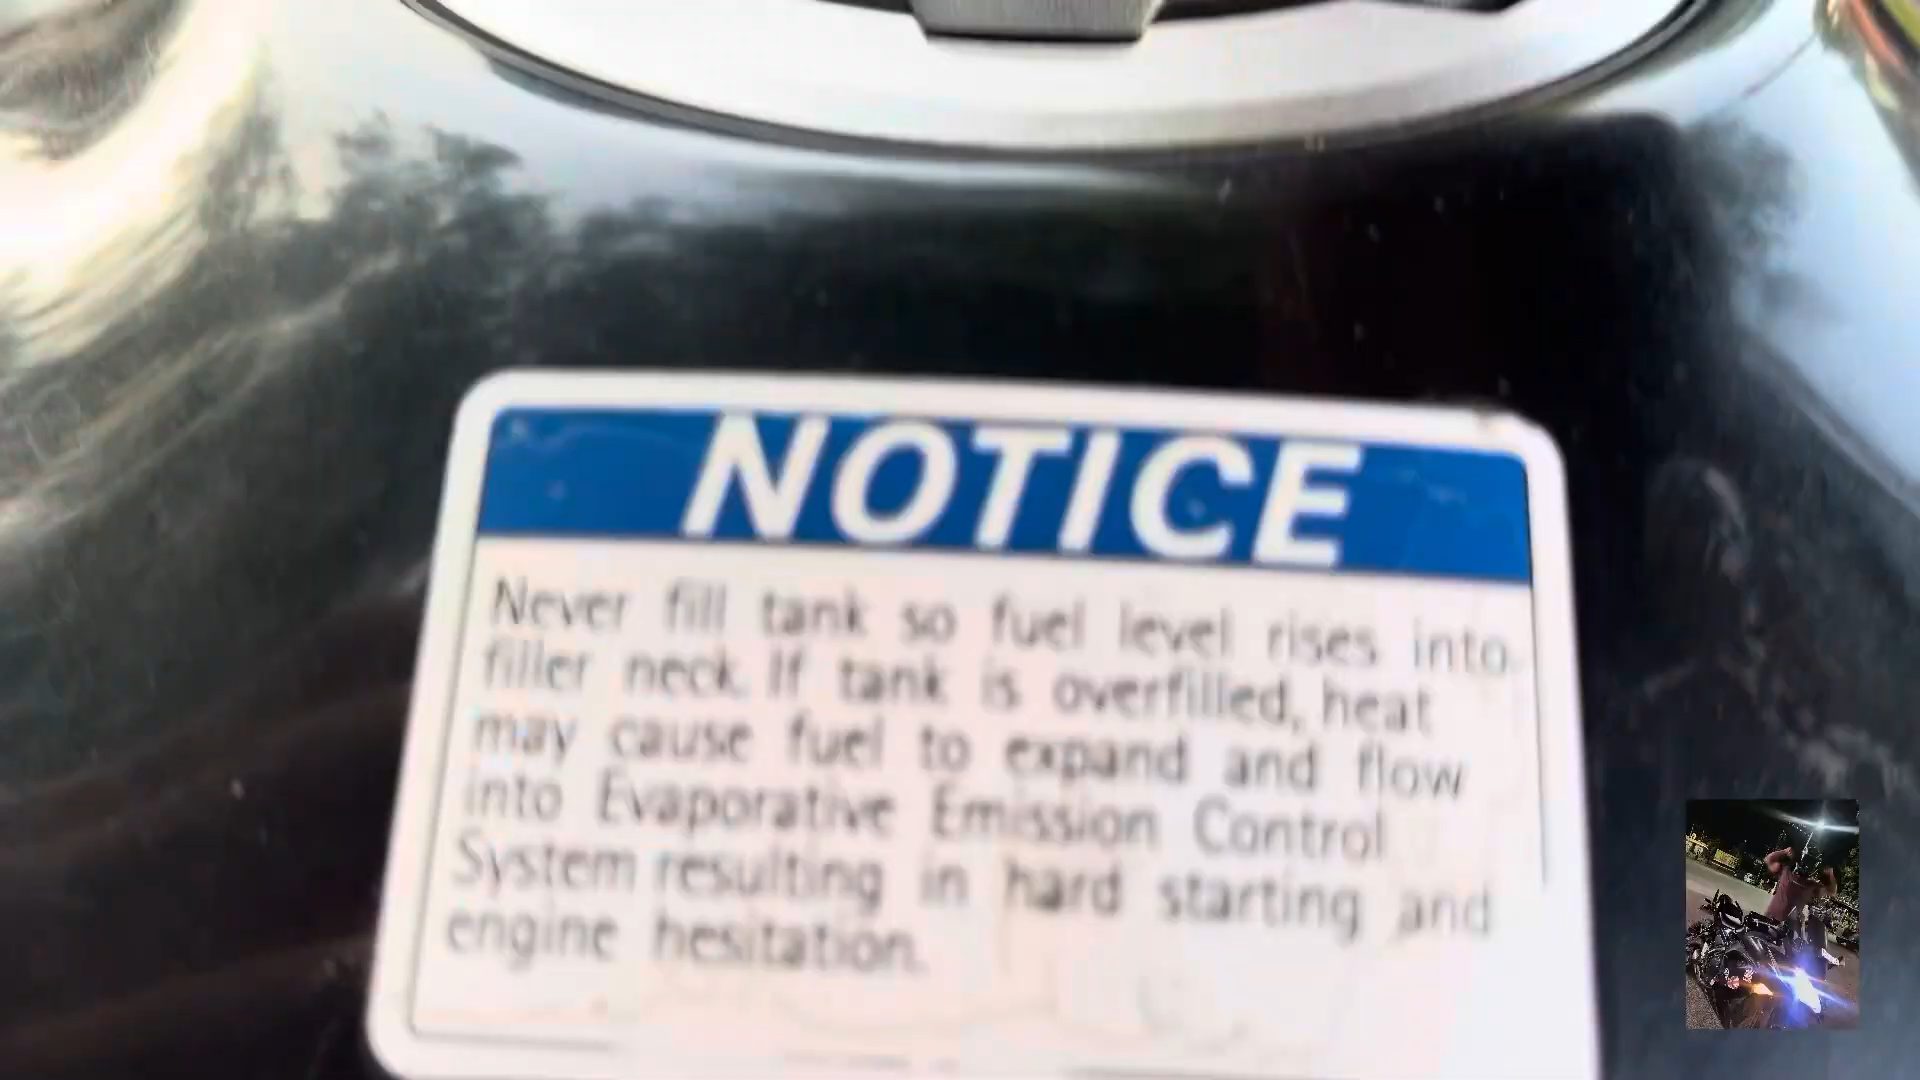 NOTICE
Never fill tank so fuel level rises into
filler neck. If tank is overfilled, heat
may cause fuel to expand and flow
into Evaporative Emission Control
System resulting in hard starting and
engine hesitation.